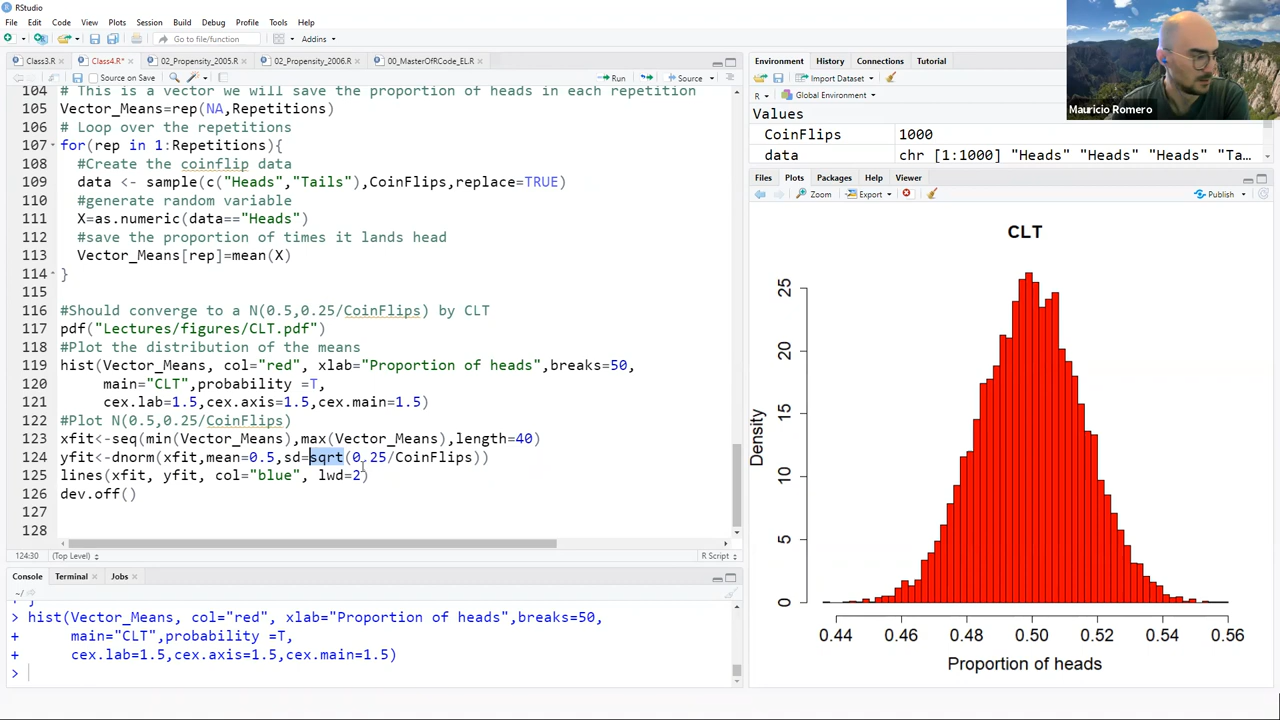 RStudio
File Edit Code View Plots Session Build Debug Profile Tools Help
Go to file/function Addins
Class3.R Class4.R* 02_Propensity_2005.R 02_Propensity_2006.R 00_MasterOfRCode_EL.R
Source on Save Run Source
104 # This is a vector we will save the proportion of heads in each repetition
105 Vector_Means=rep(NA,Repetitions)
106 # Loop over the repetitions
107 for(rep in 1:Repetitions){
108 #Create the coinflip data
109 data <- sample(c("Heads","Tails"),CoinFlips,replace=TRUE)
110 #generate random variable
111 X=as.numeric(data=="Heads")
112 #save the proportion of times it lands head
113 Vector_Means[rep]=mean(X)
114 }
115
116 #Should converge to a N(0.5,0.25/CoinFlips) by CLT
117 pdf("Lectures/figures/CLT.pdf")
118 #Plot the distribution of the means
119 hist(Vector_Means, col="red", xlab="Proportion of heads",breaks=50,
120 main="CLT",probability =T,
121 cex.lab=1.5,cex.axis=1.5,cex.main=1.5)
122 #Plot N(0.5,0.25/CoinFlips)
123 xfit<-seq(min(Vector_Means),max(Vector_Means),length=40)
124 yfit<-dnorm(xfit,mean=0.5,sd=sqrt(0.25/CoinFlips))
125 lines(xfit, yfit, col="blue", lwd=2)
126 dev.off()
127
128
124:30 (Top Level) R Script
Console Terminal Jobs
~/
> hist(Vector_Means, col="red", xlab="Proportion of heads",breaks=50,
+ main="CLT",probability =T,
+ cex.lab=1.5,cex.axis=1.5,cex.main=1.5)
>
Environment History Connections Tutorial
Import Dataset
R Global Environment
Values
CoinFlips 1000
data chr [1:1000] "Heads" "Heads" "Heads" "Ta…
Mauricio Romero
Files Plots Packages Help Viewer
Zoom Export Publish
CLT
25
20
15
10
5
0
Density
0.44 0.46 0.48 0.50 0.52 0.54 0.56
Proportion of heads